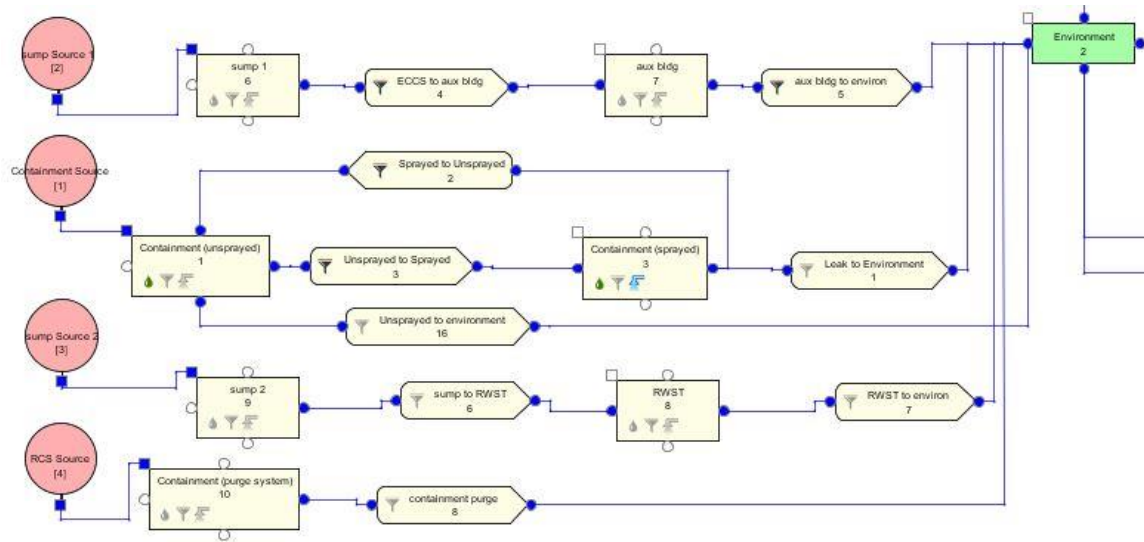 sump Source 1
[2]
sump 1
6
ECCS to aux bldg
4
aux bldg
7
aux bldg to environ
5
Environment
2
Containment Source
[1]
Sprayed to Unsprayed
2
Containment (unsprayed)
1
Unsprayed to Sprayed
3
Containment (sprayed)
3
Leak to Environment
1
Unsprayed to environment
16
sump Source 2
[3]
sump 2
9
sump to RWST
6
RWST
8
RWST to environ
7
RCS Source
[4]
Containment (purge system)
10
containment purge
8